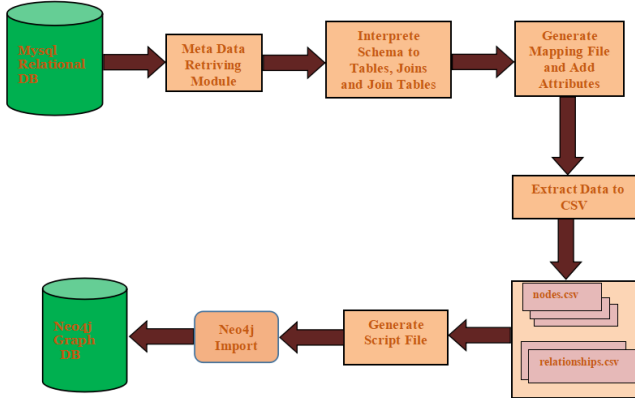 Mysql
Relational
DB
Meta Data
Retriving
Module
Interprete
Schema to
Tables, Joins
and Join Tables
Generate
Mapping File
and Add
Attributes
Extract Data to
CSV
nodes.csv
relationships.csv
Generate
Script File
Neo4j
Import
Neo4j
Graph
DB